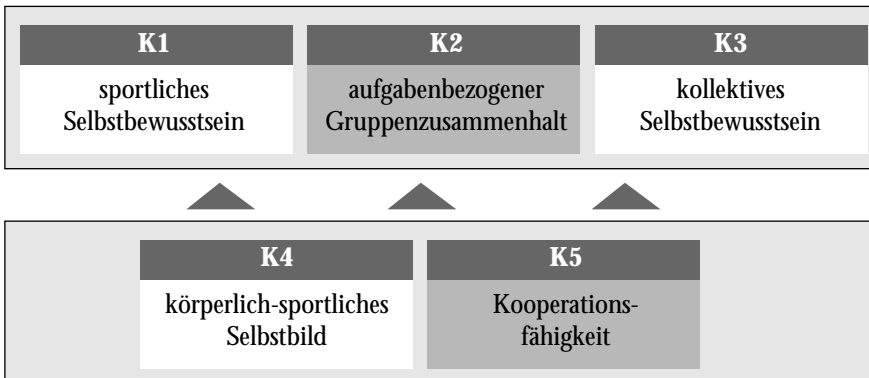 K1
sportliches
Selbstbewusstsein
K2
aufgabenbezogener
Gruppenzusammenhalt
K3
kollektives
Selbstbewusstsein
K4
körperlich-sportliches
Selbstbild
K5
Kooperations-
fähigkeit